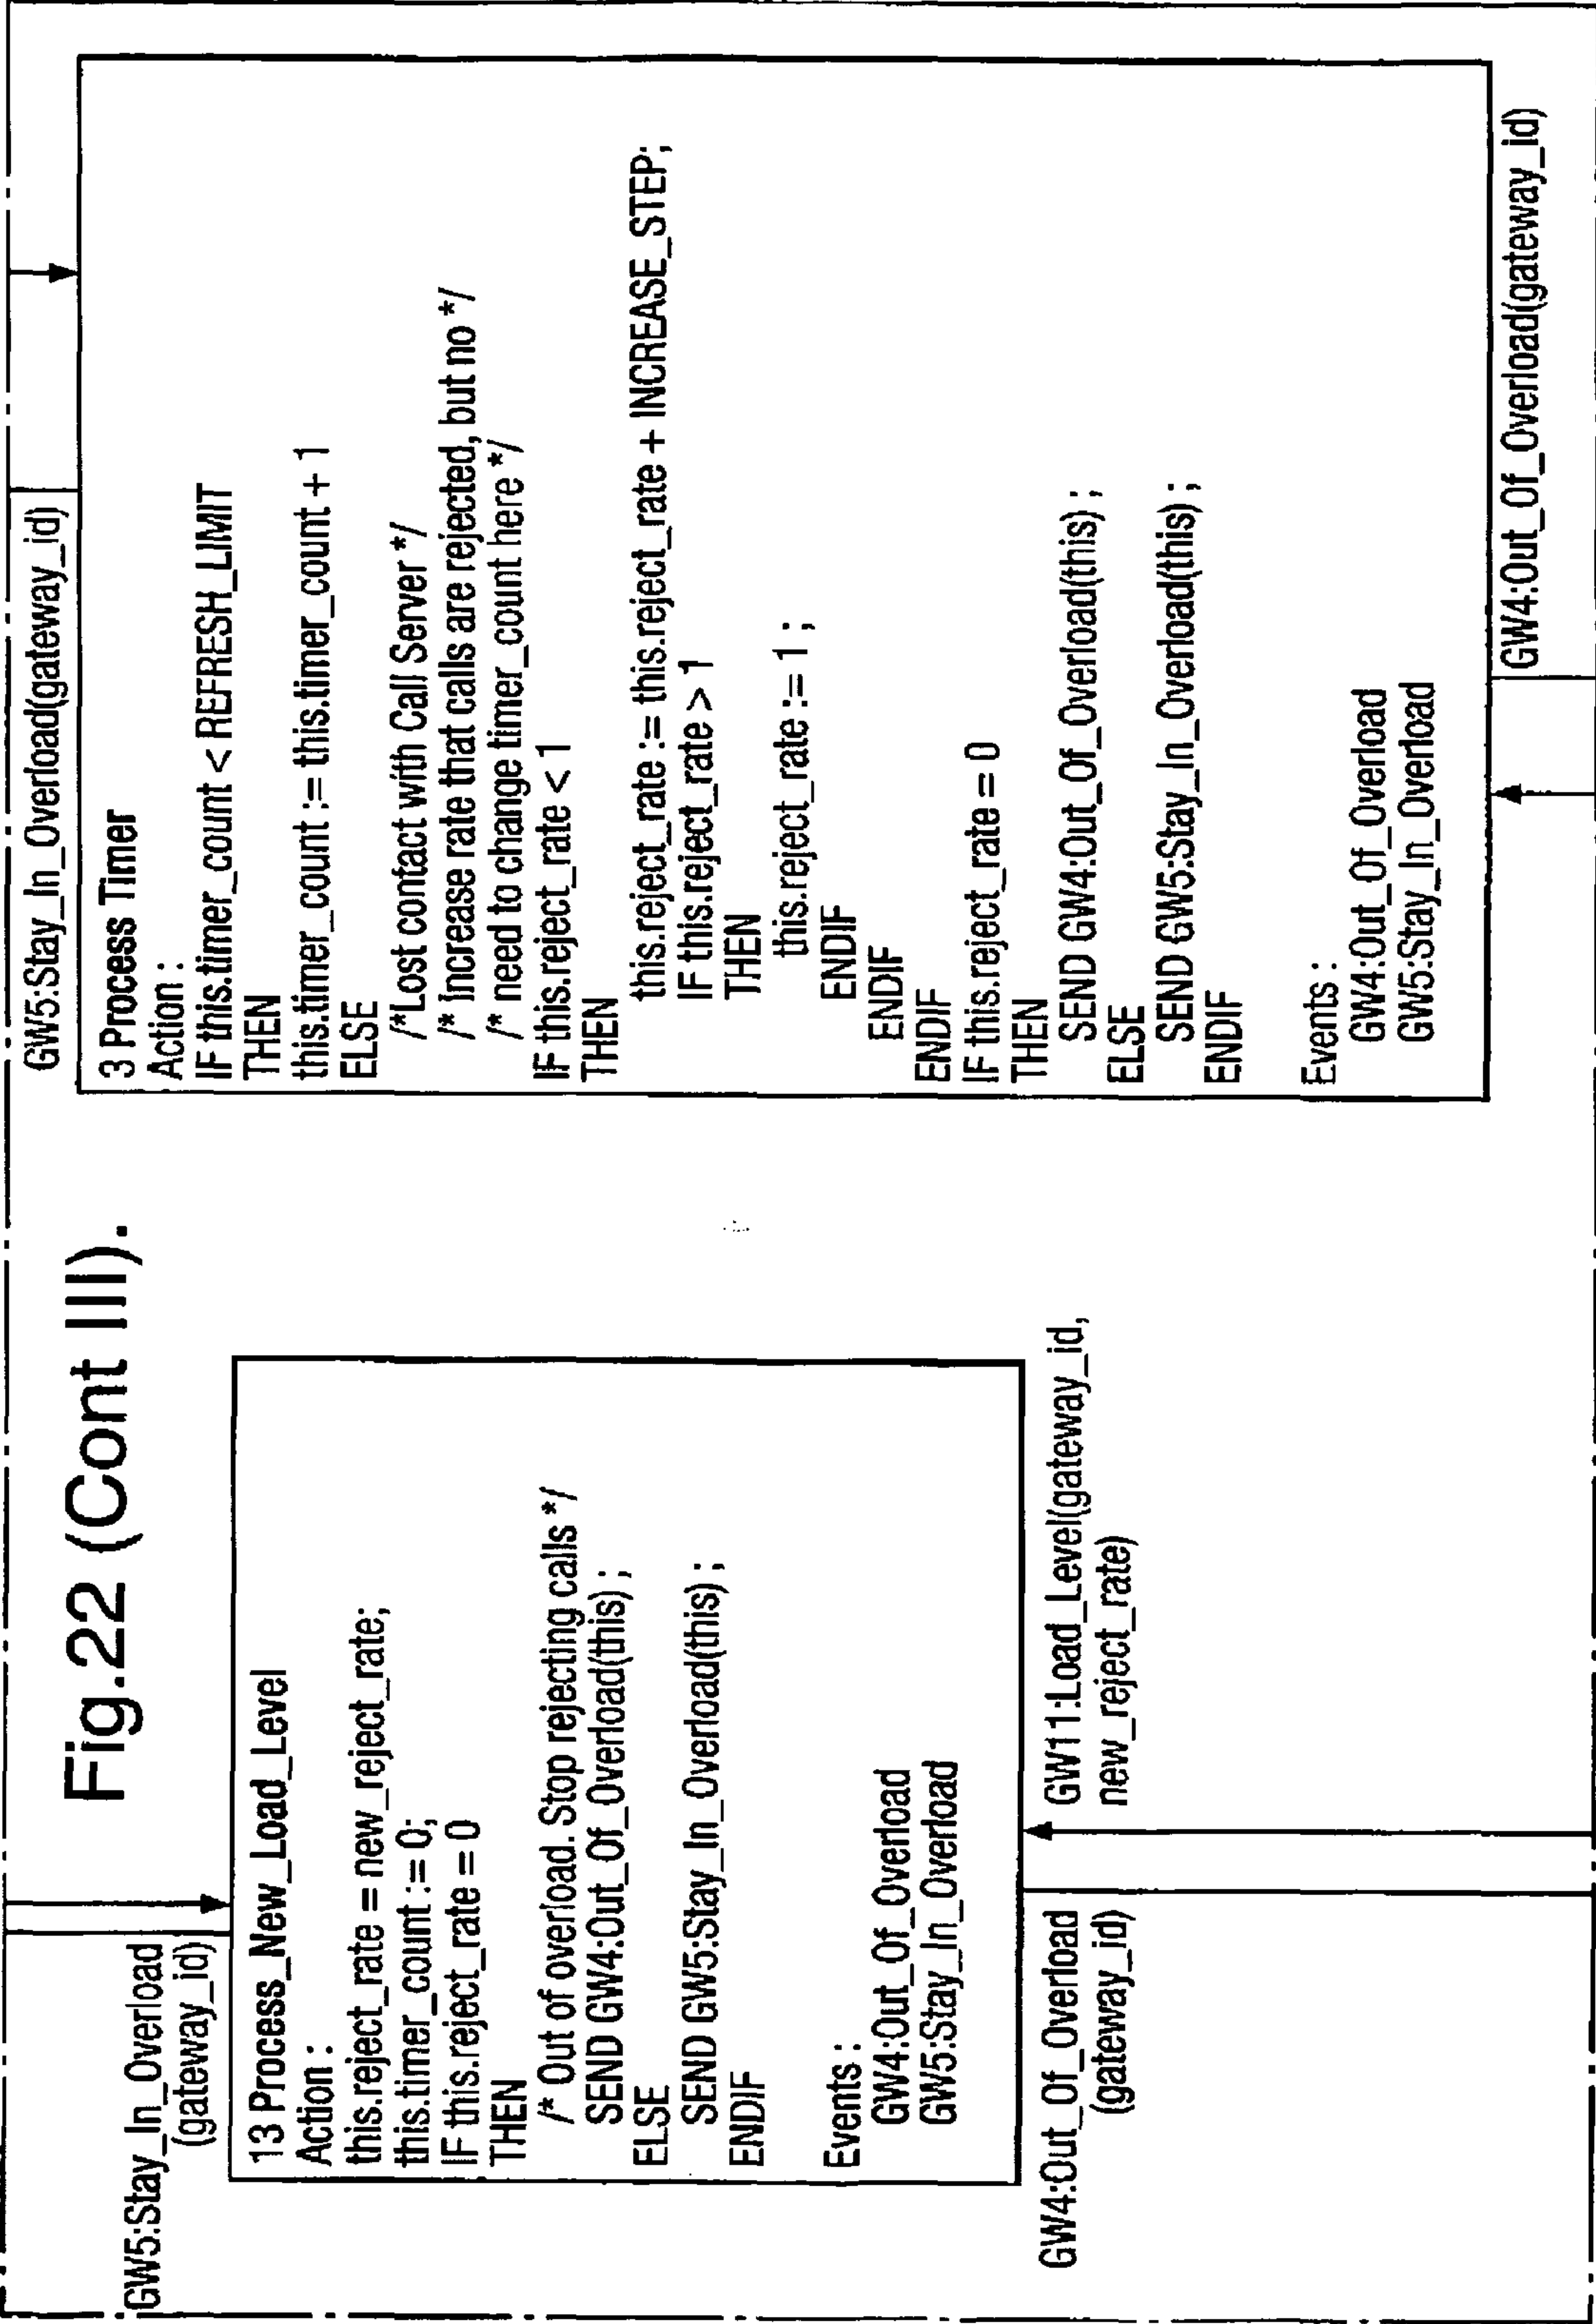 Fig.22 (Cont III).
GW5:Stay_In_Overload
(gateway_id)
13 Process_New_Load_Level
Action :
this.reject_rate = new_reject_rate;
this.timer_count := 0;
IF this.reject_rate = 0
THEN
/* Out of overload. Stop rejecting calls */
SEND GW4:Out_Of_Overload(this) ;
ELSE
SEND GW5:Stay_In_Overload(this) ;
ENDIF
Events :
GW4:Out_Of_Overload
GW5:Stay_In_Overload
GW4:Out_Of_Overload
(gateway_id)
GW11:Load_Level(gateway_id,
new_reject_rate)
GW5:Stay_In_Overload(gateway_id)
3 Process Timer
Action :
IF this.timer_count < REFRESH_LIMIT
THEN
this.timer_count := this.timer_count + 1
ELSE
/*Lost contact with Call Server */
/* Increase rate that calls are rejected, but no */
/* need to change timer_count here */
IF this.reject_rate < 1
THEN
this.reject_rate := this.reject_rate + INCREASE_STEP;
IF this.reject_rate > 1
THEN
this.reject_rate := 1 ;
ENDIF
ENDIF
ENDIF
IF this.reject_rate = 0
THEN
SEND GW4:Out_Of_Overload(this) ;
ELSE
SEND GW5:Stay_In_Overload(this) ;
ENDIF
Events :
GW4:Out_Of_Overload
GW5:Stay_In_Overload
GW4:Out_Of_Overload(gateway_id)